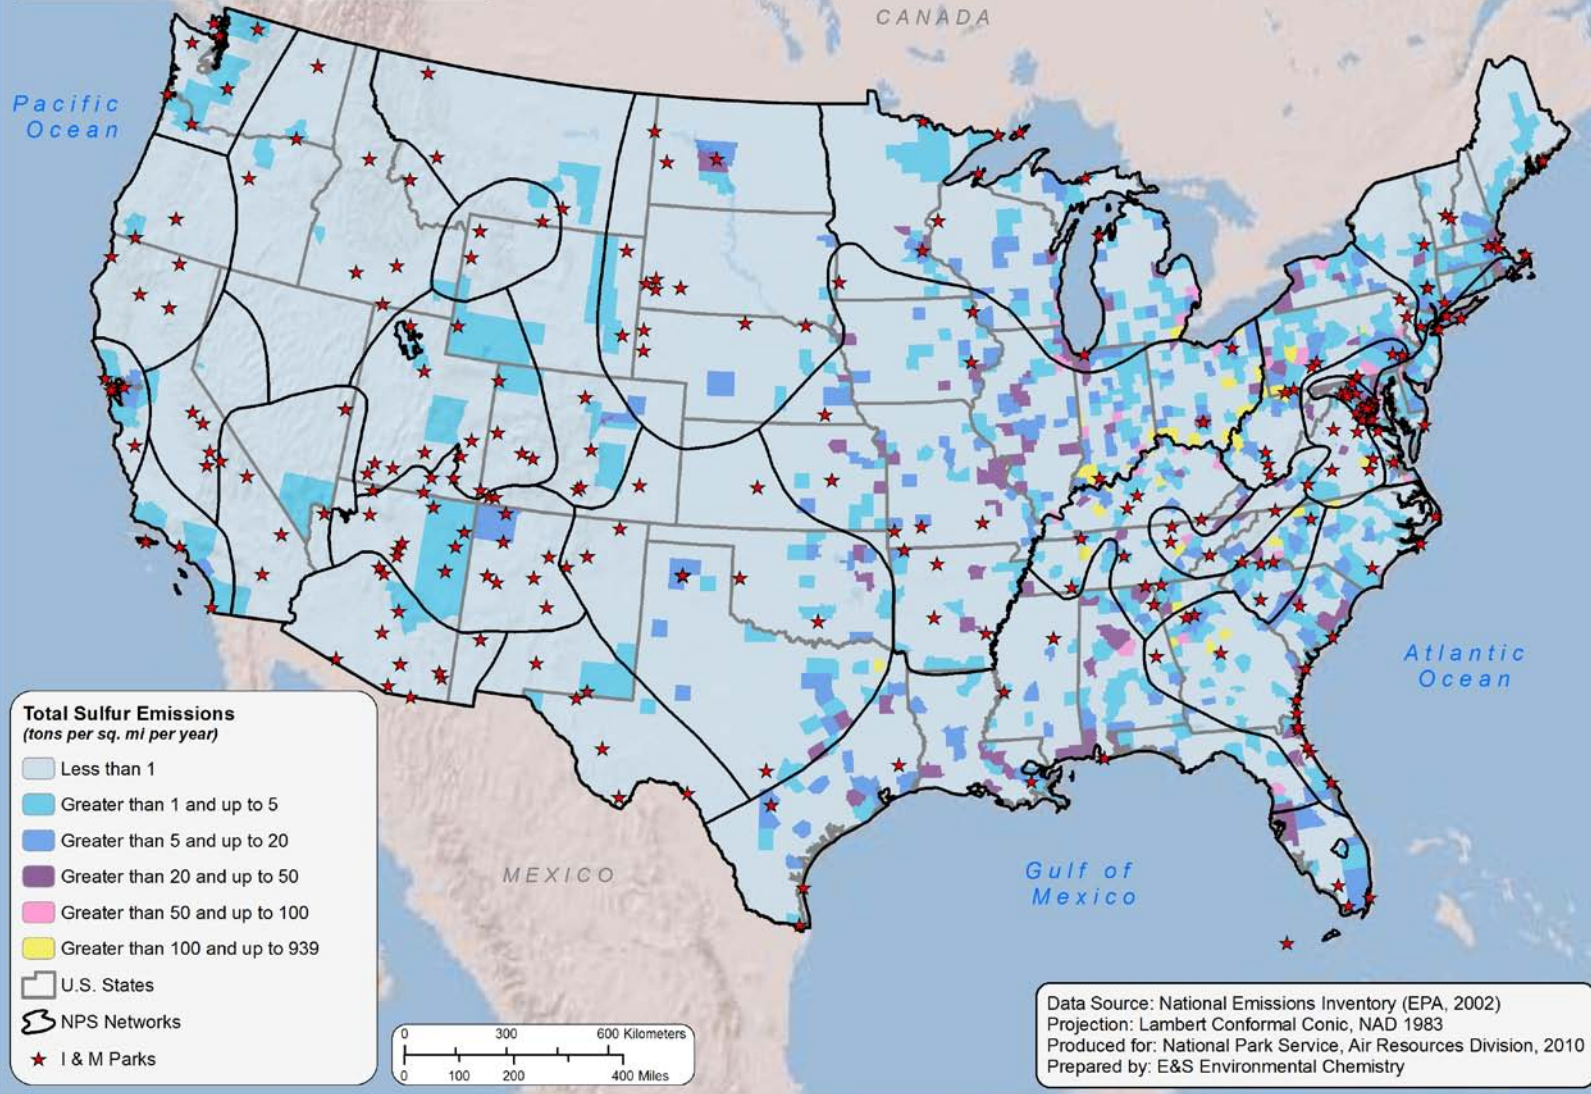 CANADA
Pacific
Ocean
Atlantic
Ocean
Gulf of
Mexico
MEXICO
Total Sulfur Emissions
(tons per sq. mi per year)
Less than 1
Greater than 1 and up to 5
Greater than 5 and up to 20
Greater than 20 and up to 50
Greater than 50 and up to 100
Greater than 100 and up to 939
U.S. States
NPS Networks
I & M Parks
0 300 600 Kilometers
0 100 200 400 Miles
Data Source: National Emissions Inventory (EPA, 2002)
Projection: Lambert Conformal Conic, NAD 1983
Produced for: National Park Service, Air Resources Division, 2010
Prepared by: E&S Environmental Chemistry